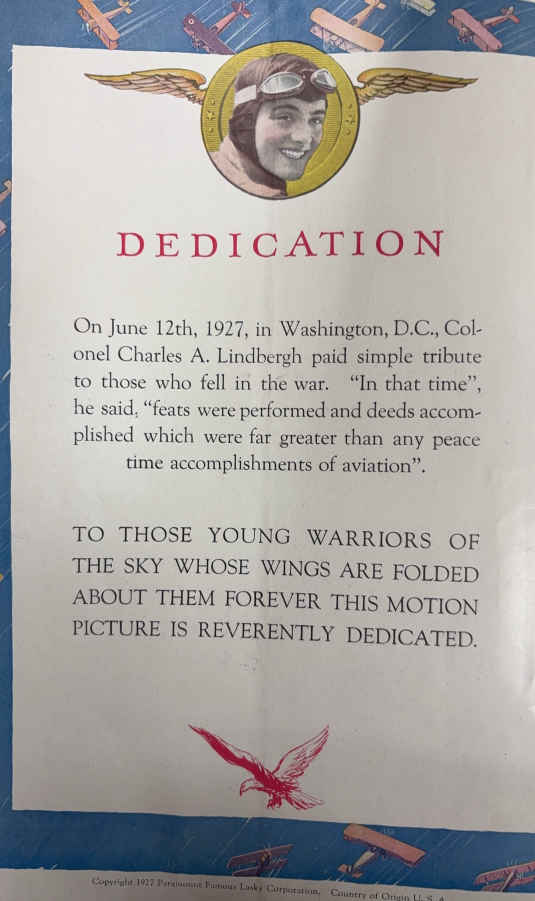 DEDICATION
On June 12th, 1927, in Washington, D.C., Col-
onel Charles A. Lindbergh paid simple tribute
to those who fell in the war. "In that time",
he said, "feats were performed and deeds accom-
plished which were far greater than any peace
time accomplishments of aviation".
TO THOSE YOUNG WARRIORS OF
THE SKY WHOSE WINGS ARE FOLDED
ABOUT THEM FOREVER THIS MOTION
PICTURE IS REVERENTLY DEDICATED.
Copyright 1927 Paramount Famous Lasky Corporation, Country of Origin U. S. A.